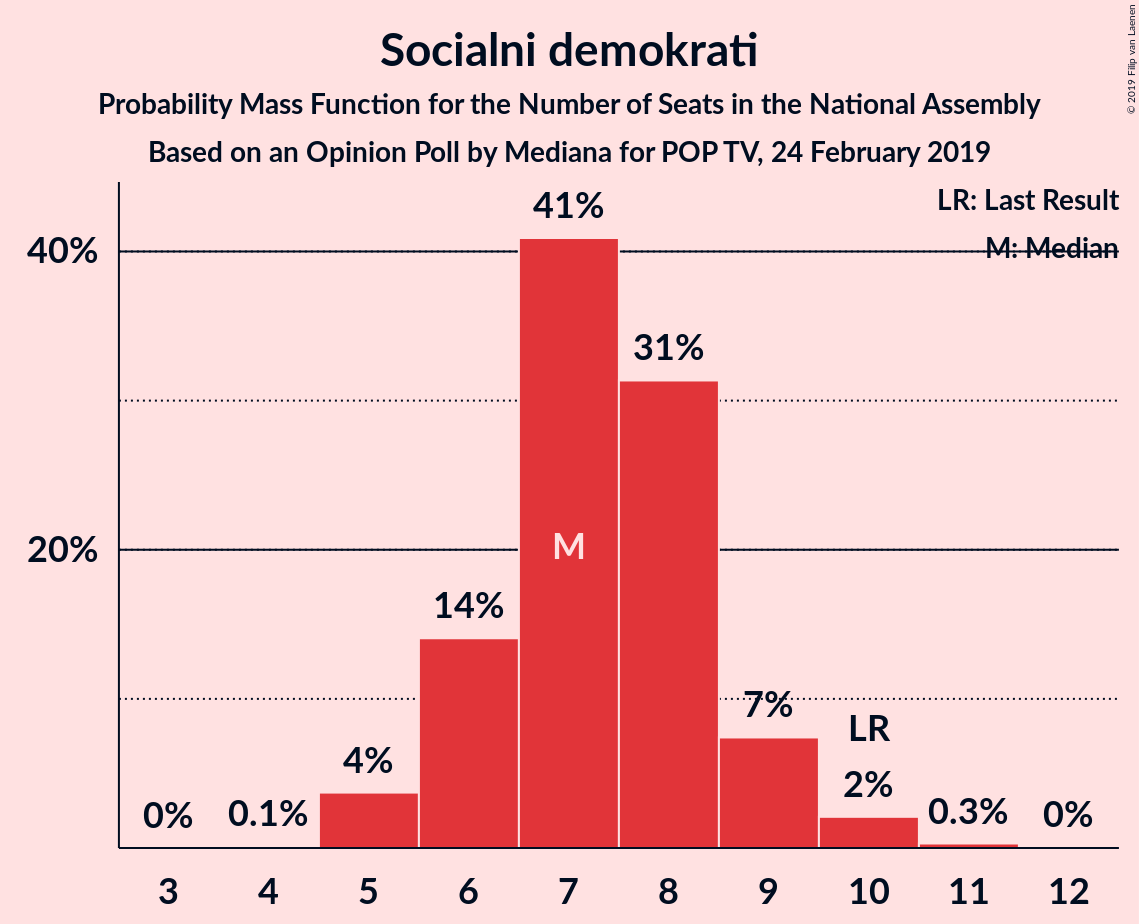 Socialni demokrati
Probability Mass Function for the Number of Seats in the National Assembly
Based on an Opinion Poll by Mediana for POP TV, 24 February 2019
© 2019 Filip van Laenen
LR: Last Result
M: Median
41%
40%
31%
M
20%
14%
7%
LR
4%
2%
0%
0.1%
0.3%
0%
3 4 5 6 7 8 9 10 11 12